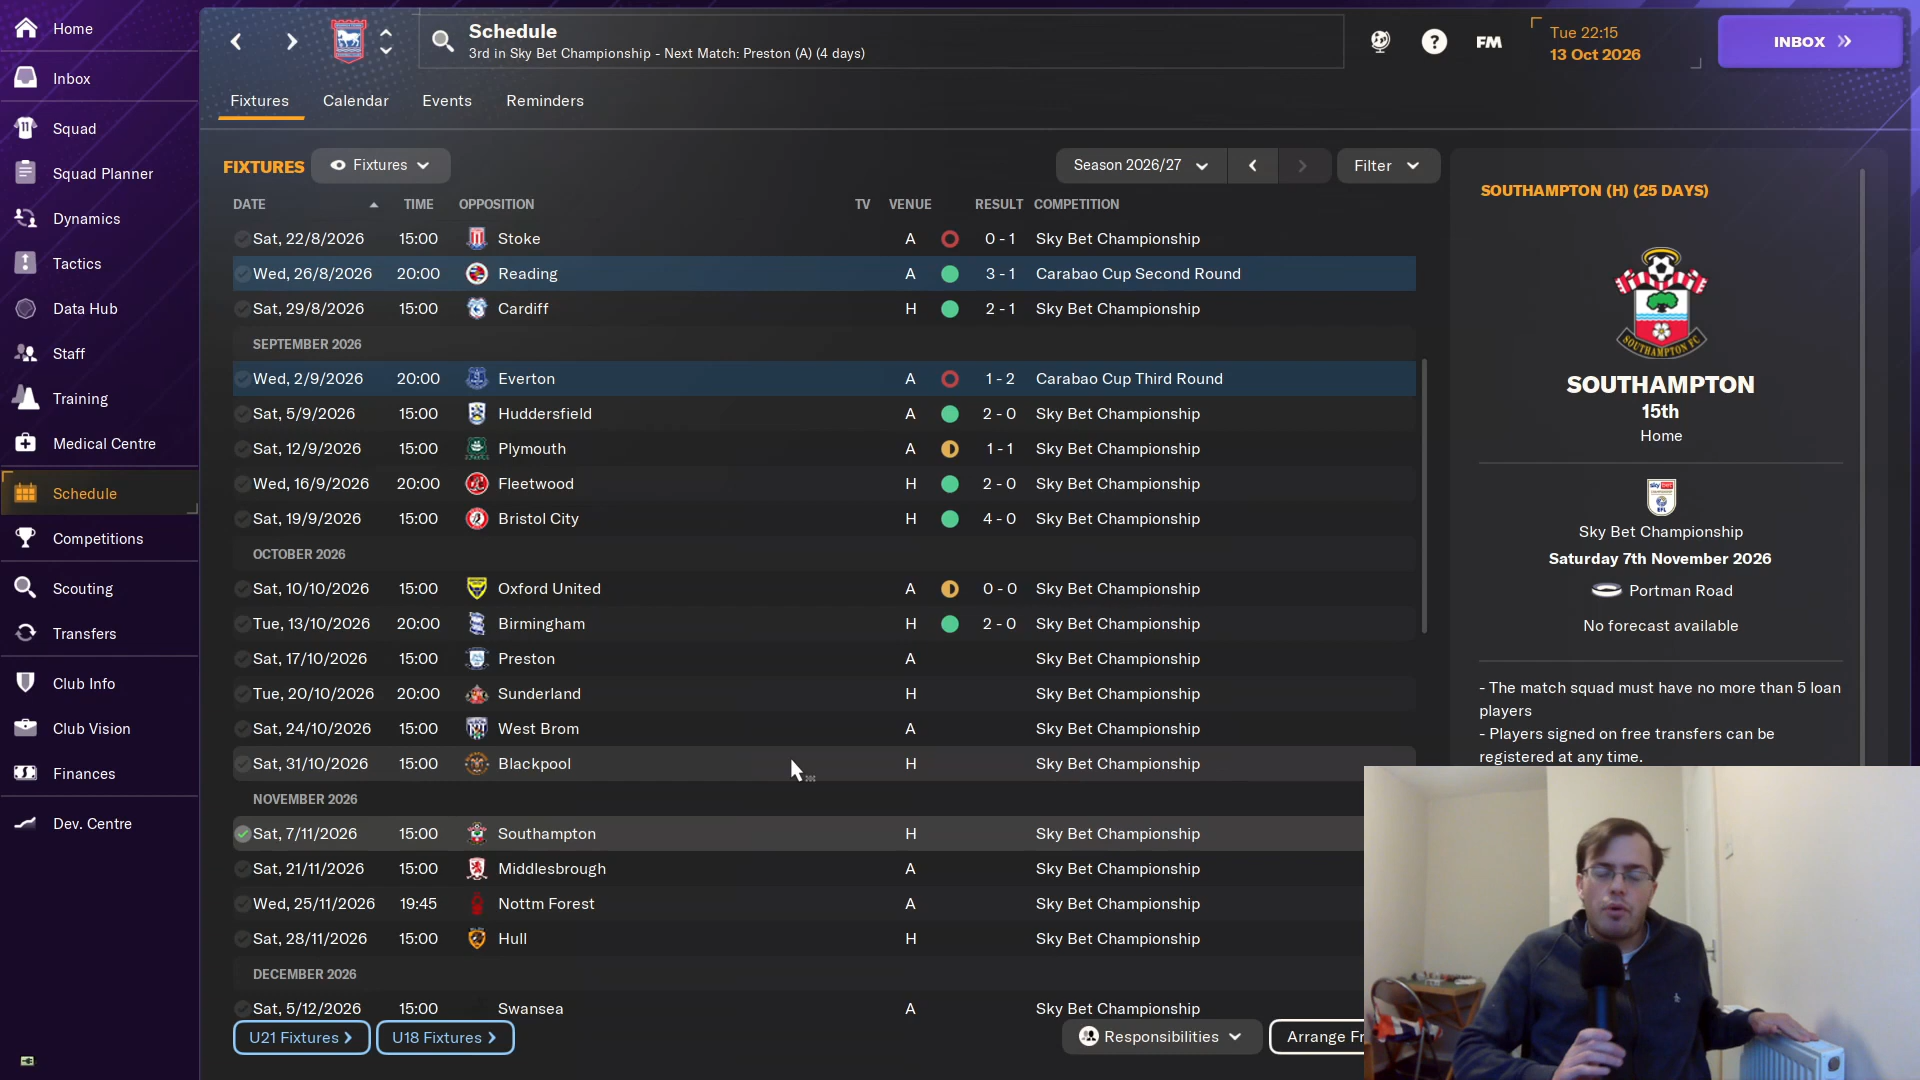 Home
Inbox
Squad
Squad Planner
Dynamics
Tactics
Data Hub
Staff
Training
Medical Centre
Schedule
Competitions
Scouting
Transfers
Club Info
Club Vision
Finances
Dev. Centre
Schedule
3rd in Sky Bet Championship - Next Match: Preston (A) (4 days)
? FM
Tue 22:15
13 Oct 2026
INBOX
Fixtures Calendar Events Reminders
FIXTURES Fixtures Season 2026/27 Filter
DATE TIME OPPOSITION TV VENUE RESULT COMPETITION
Sat, 22/8/2026 15:00 Stoke A 0 - 1 Sky Bet Championship
Wed, 26/8/2026 20:00 Reading A 3 - 1 Carabao Cup Second Round
Sat, 29/8/2026 15:00 Cardiff H 2 - 1 Sky Bet Championship
SEPTEMBER 2026
Wed, 2/9/2026 20:00 Everton A 1 - 2 Carabao Cup Third Round
Sat, 5/9/2026 15:00 Huddersfield A 2 - 0 Sky Bet Championship
Sat, 12/9/2026 15:00 Plymouth A 1 - 1 Sky Bet Championship
Wed, 16/9/2026 20:00 Fleetwood H 2 - 0 Sky Bet Championship
Sat, 19/9/2026 15:00 Bristol City H 4 - 0 Sky Bet Championship
OCTOBER 2026
Sat, 10/10/2026 15:00 Oxford United A 0 - 0 Sky Bet Championship
Tue, 13/10/2026 20:00 Birmingham H 2 - 0 Sky Bet Championship
Sat, 17/10/2026 15:00 Preston A Sky Bet Championship
Tue, 20/10/2026 20:00 Sunderland H Sky Bet Championship
Sat, 24/10/2026 15:00 West Brom A Sky Bet Championship
Sat, 31/10/2026 15:00 Blackpool H Sky Bet Championship
NOVEMBER 2026
Sat, 7/11/2026 15:00 Southampton H Sky Bet Championship
Sat, 21/11/2026 15:00 Middlesbrough A Sky Bet Championship
Wed, 25/11/2026 19:45 Nottm Forest A Sky Bet Championship
Sat, 28/11/2026 15:00 Hull H Sky Bet Championship
DECEMBER 2026
Sat, 5/12/2026 15:00 Swansea A Sky Bet Championship
U21 Fixtures U18 Fixtures Responsibilities Arrange Fr
SOUTHAMPTON (H) (25 DAYS)
SOUTHAMPTON FC
SOUTHAMPTON
15th
Home
sky bet
EFL
Sky Bet Championship
Saturday 7th November 2026
Portman Road
No forecast available
- The match squad must have no more than 5 loan
players
- Players signed on free transfers can be
registered at any time.